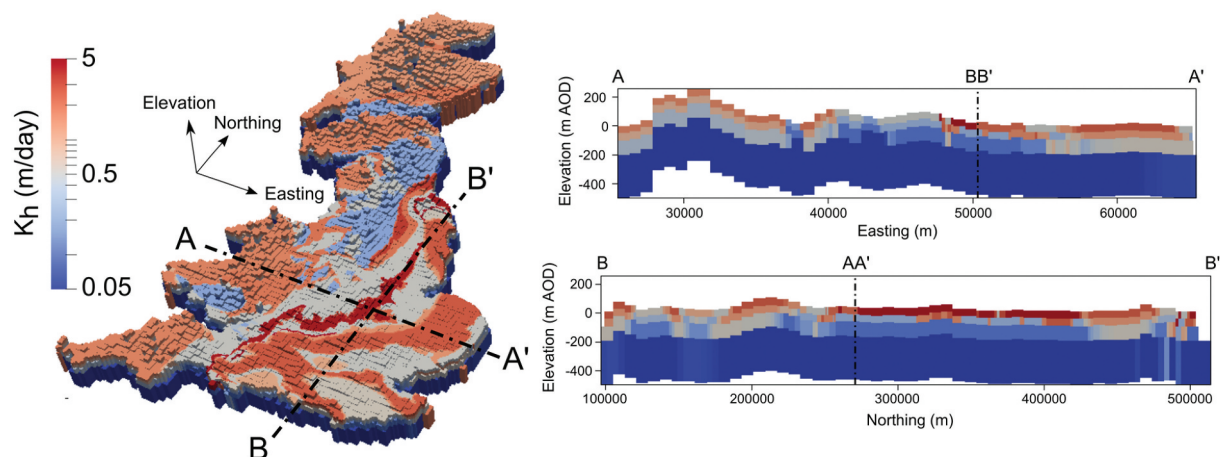 5
0.5
0.05
Kh (m/day)
Elevation
Northing
Easting
A
B'
A'
B
A
BB'
A'
Elevation (m AOD)
200
0
-200
-400
30000
40000
50000
60000
Easting (m)
B
AA'
B'
Elevation (m AOD)
200
0
-200
-400
100000
200000
300000
400000
500000
Northing (m)